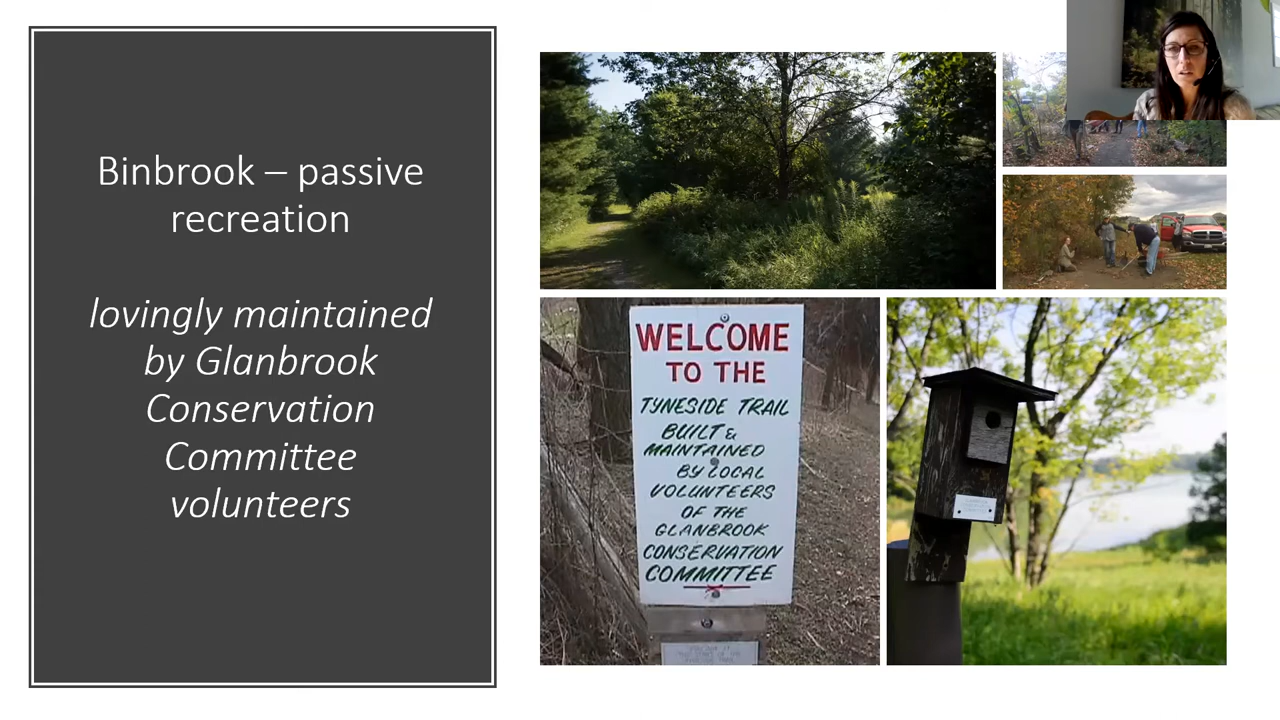 Binbrook – passive
recreation
lovingly maintained
by Glanbrook
Conservation
Committee
volunteers
WELCOME
TO THE
TYNESIDE TRAIL
BUILT &
MAINTAINED
BY LOCAL
VOLUNTEERS
OF THE
GLANBROOK
CONSERVATION
COMMITTEE